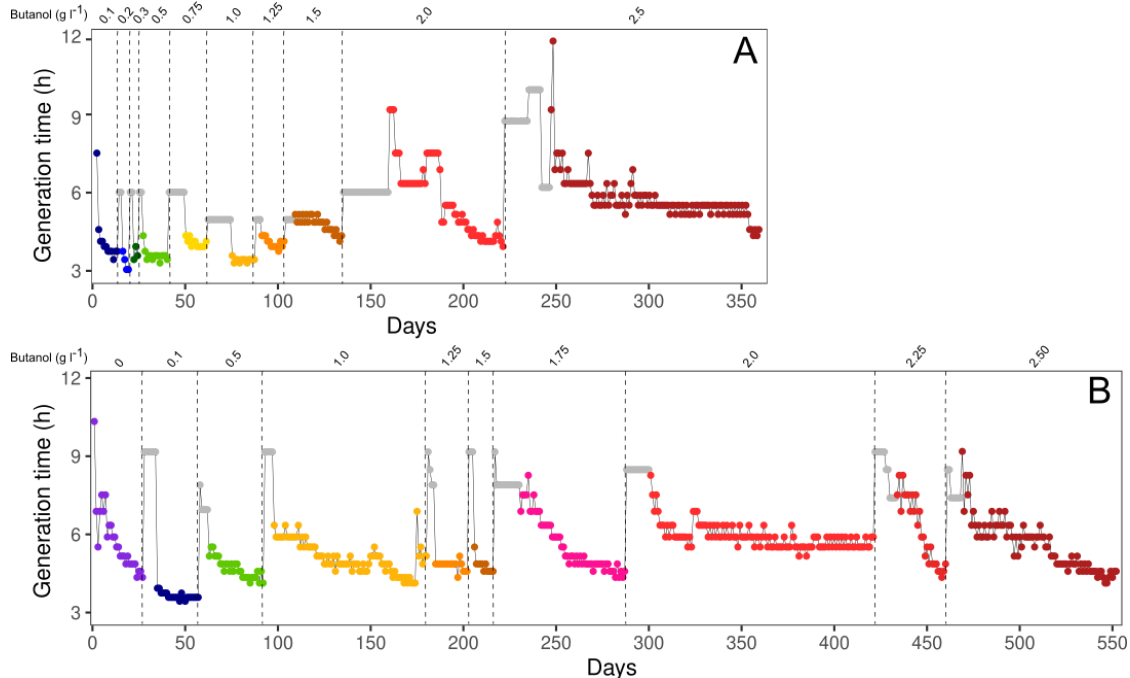 Butanol (g l⁻¹) 0.1 0.2 0.3 0.5 0.75 1.0 1.25 1.5 2.0 2.5
A
Generation time (h)
12
9
6
3
0 50 100 150 200 250 300 350
Days
Butanol (g l⁻¹) 0 0.1 0.5 1.0 1.25 1.5 1.75 2.0 2.25 2.50
B
Generation time (h)
12
9
6
3
0 50 100 150 200 250 300 350 400 450 500 550
Days